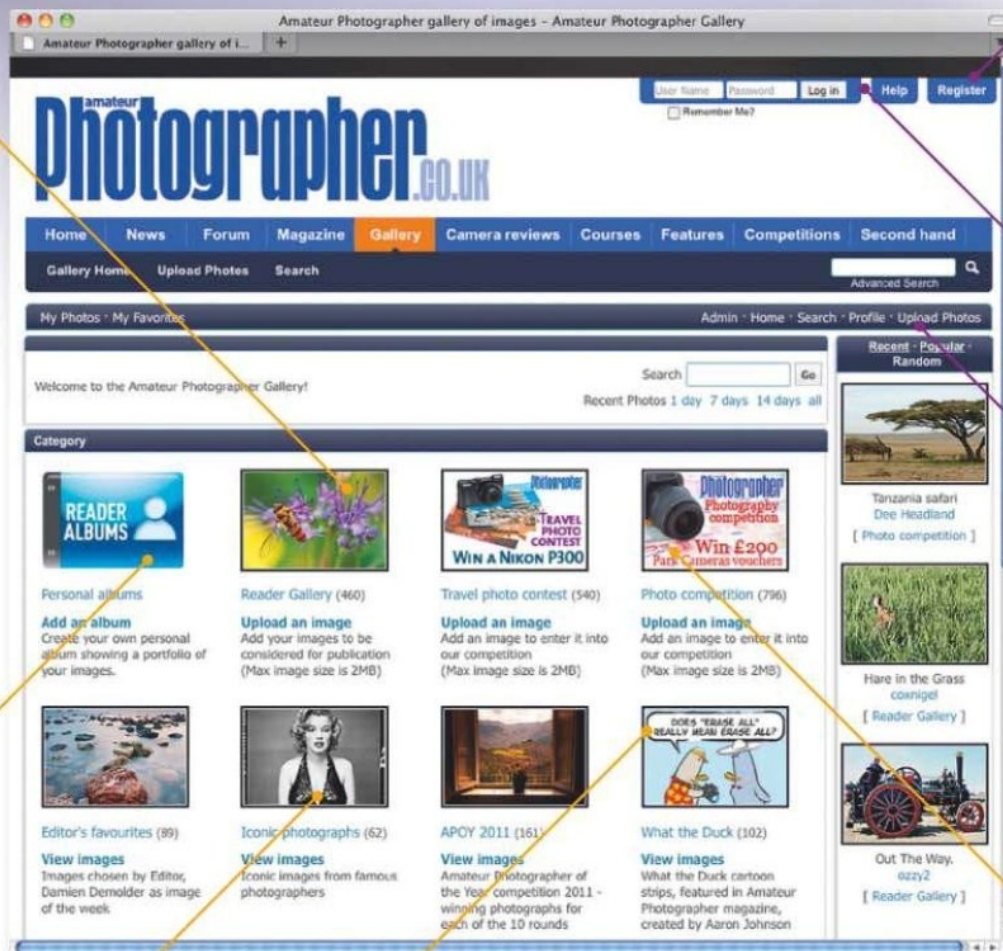 Amateur Photographer gallery of images – Amateur Photographer Gallery
Amateur Photographer gallery of i...
+
User Name
Password
Log in
Help
Register
Remember Me?
amateur
Photographer.CO.UK
Home
News
Forum
Magazine
Gallery
Camera reviews
Courses
Features
Competitions
Second hand
Gallery Home
Upload Photos
Search
Advanced Search
My Photos · My Favorites
Admin · Home · Search · Profile · Upload Photos
Welcome to the Amateur Photographer Gallery!
Search
Go
Recent Photos 1 day 7 days 14 days all
Category
READER
ALBUMS
Personal albums
Add an album
Create your own personal
album showing a portfolio of
your images.
Reader Gallery (460)
Upload an image
Add your images to be
considered for publication
(Max image size is 2MB)
Photographer
TRAVEL
PHOTO
CONTEST
WIN A NIKON P300
Travel photo contest (540)
Upload an image
Add an image to enter it into
our competition
(Max image size is 2MB)
Photographer
Photography
competition
Win £200
Park Cameras vouchers
Photo competition (796)
Upload an image
Add an image to enter it into
our competition
(Max image size is 2MB)
Editor's favourites (89)
View images
Images chosen by Editor,
Damien Demolder as image
of the week
Iconic photographs (62)
View images
Iconic images from famous
photographers
APOY 2011 (161)
View images
Amateur Photographer of
the Year competition 2011 -
winning photographs for
each of the 10 rounds
DOES "ERASE ALL"
REALLY MEAN ERASE ALL?
What the Duck (102)
View images
What the Duck cartoon
strips, featured in Amateur
Photographer magazine,
created by Aaron Johnson
Recent · Popular ·
Random
Tanzania safari
Dee Headland
[ Photo competition ]
Hare in the Grass
coxnigel
[ Reader Gallery ]
Out The Way.
ozzy2
[ Reader Gallery ]